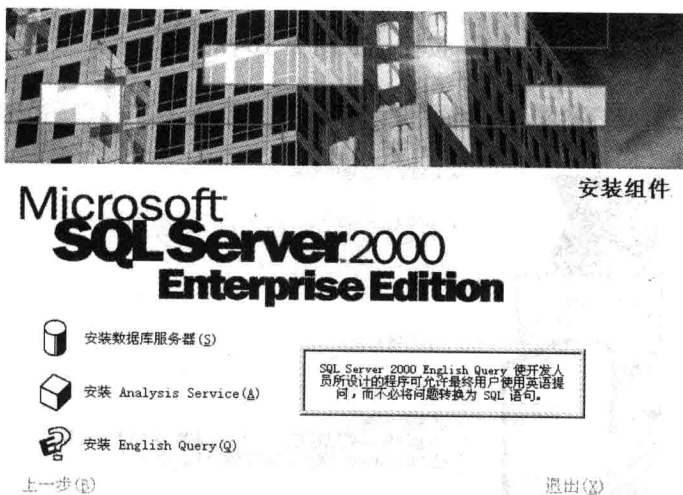 安装组件
Microsoft
SQL Server 2000
Enterprise Edition
安装数据库服务器(S)
SQL Server 2000 English Query 使开发人
员所设计的程序可允许最终用户使用英语提
问，而不必将问题转换为 SQL 语句。
安装 Analysis Service(A)
安装 English Query(Q)
上一步(B)
退出(X)